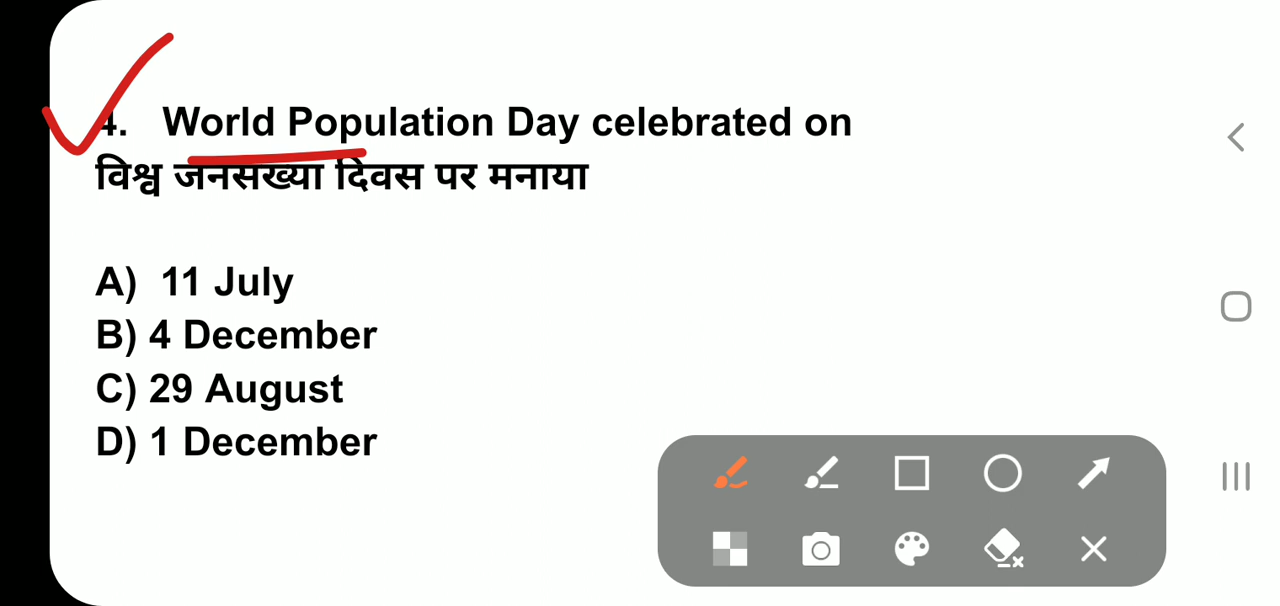 4. World Population Day celebrated on
विश्व जनसख्या दिवस पर मनाया
A) 11 July
B) 4 December
C) 29 August
D) 1 December